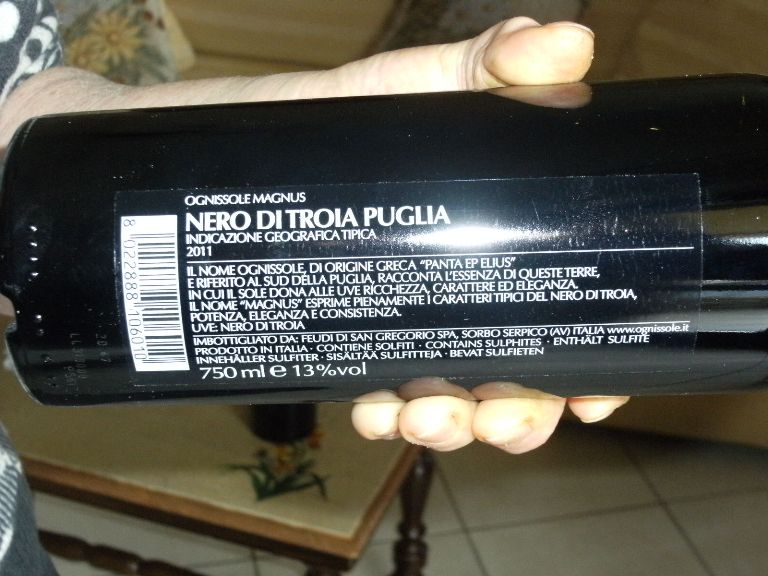 OGNISSOLE MAGNUS
NERO DI TROIA PUGLIA
INDICAZIONE GEOGRAFICA TIPICA
2011
IL NOME OGNISSOLE, DI ORIGINE GRECA "PANTA EP ELIUS"
E RIFERITO AL SUD DELLA PUGLIA, RACCONTA L'ESSENZA DI QUESTE TERRE,
IN CUI IL SOLE DONA ALLE UVE RICCHEZZA, CARATTERE ED ELEGANZA.
IL NOME "MAGNUS" ESPRIME PIENAMENTE I CARATTERI TIPICI DEL NERO DI TROIA,
POTENZA, ELEGANZA E CONSISTENZA.
UVE: NERO DI TROIA
IMBOTTIGLIATO DA: FEUDI DI SAN GREGORIO SPA, SORBO SERPICO (AV) ITALIA www.ognissole.it
PRODOTTO IN ITALIA · CONTIENE SOLFITI · CONTAINS SULPHITES · ENTHÄLT SULFITE
INNEHÅLLER SULFITER · SISÄLTÄÄ SULFIITTEJA · BEVAT SULFIETEN
750 ml e 13%vol
8 022888 106010